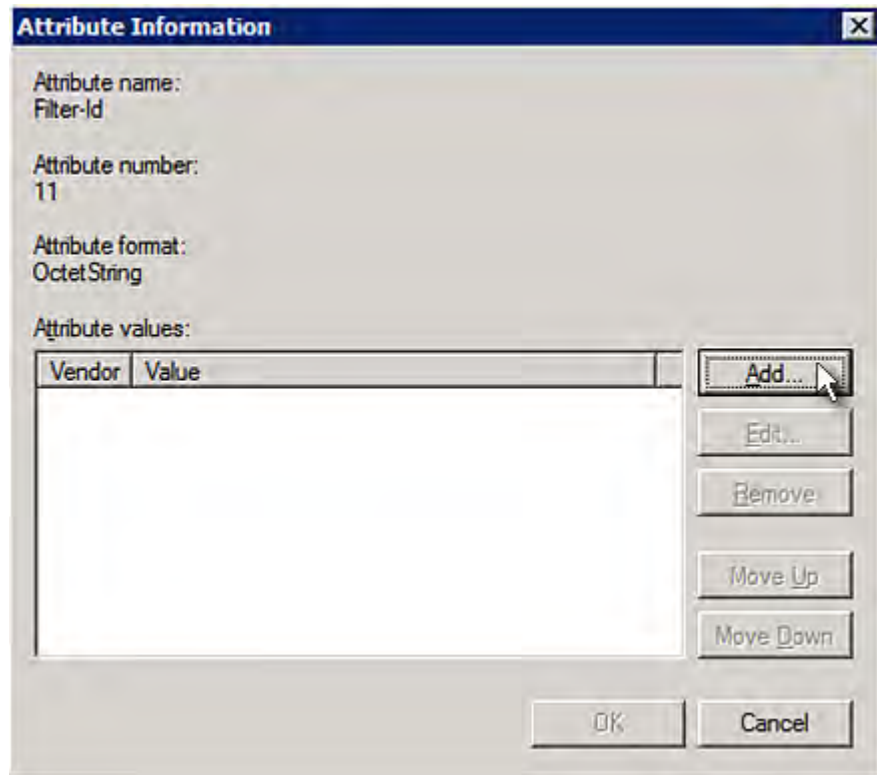 Attribute Information
Attribute name:
Filter-Id
Attribute number:
11
Attribute format:
OctetString
Attribute values:
Vendor Value
Add...
Edit...
Remove
Move Up
Move Down
OK Cancel